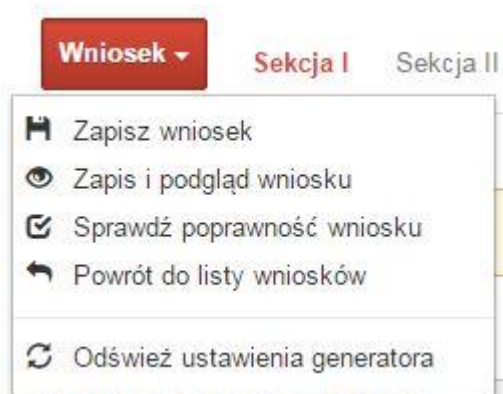 Wniosek
Sekcja I
Sekcja II
Zapisz wniosek
Zapis i podgląd wniosku
Sprawdź poprawność wniosku
Powrót do listy wniosków
Odśwież ustawienia generatora